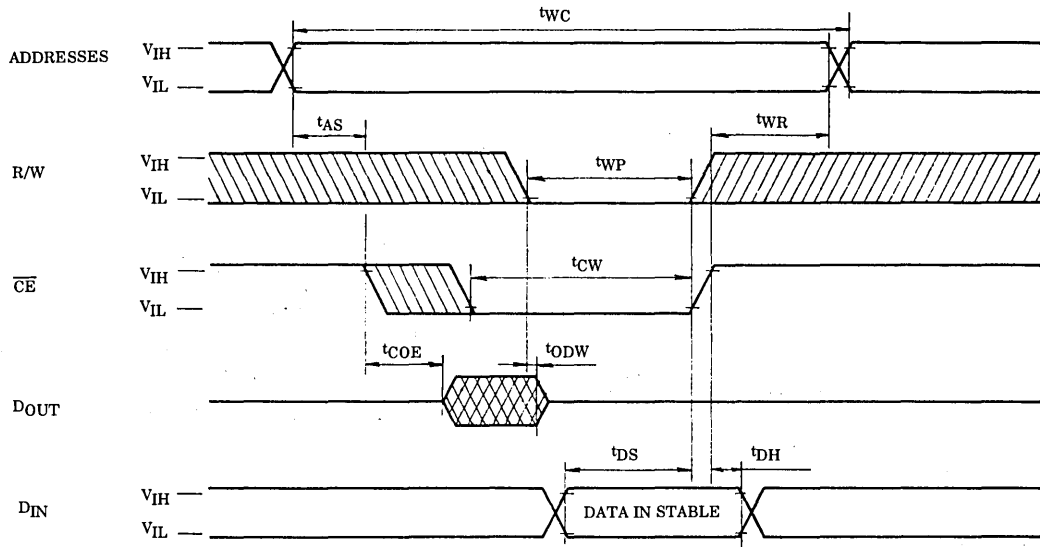 tWC
ADDRESSES VIH
VIL
tAS tWR
R/W VIH
VIL
tWP
CE VIH
VIL
tCW
tCOE tODW
DOUT
tDS tDH
DIN VIH
VIL
DATA IN STABLE